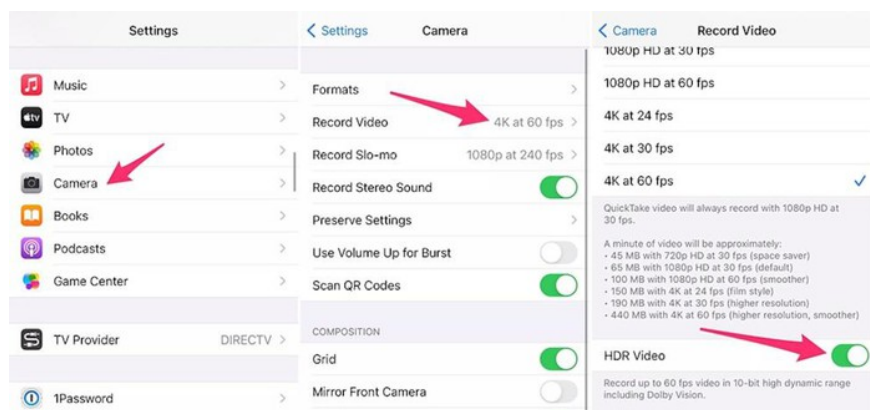 Settings
Music
tv
TV
Photos
Camera
Books
Podcasts
Game Center
TV Provider DIRECTV
1Password
Settings Camera
Formats
Record Video 4K at 60 fps
Record Slo-mo 1080p at 240 fps
Record Stereo Sound
Preserve Settings
Use Volume Up for Burst
Scan QR Codes
COMPOSITION
Grid
Mirror Front Camera
Camera Record Video
1080p HD at 30 fps
1080p HD at 60 fps
4K at 24 fps
4K at 30 fps
4K at 60 fps
QuickTake video will always record with 1080p HD at
30 fps.
A minute of video will be approximately:
• 45 MB with 720p HD at 30 fps (space saver)
• 65 MB with 1080p HD at 30 fps (default)
• 100 MB with 1080p HD at 60 fps (smoother)
• 150 MB with 4K at 24 fps (film style)
• 190 MB with 4K at 30 fps (higher resolution)
• 440 MB with 4K at 60 fps (higher resolution, smoother)
HDR Video
Record up to 60 fps video in 10-bit high dynamic range
including Dolby Vision.